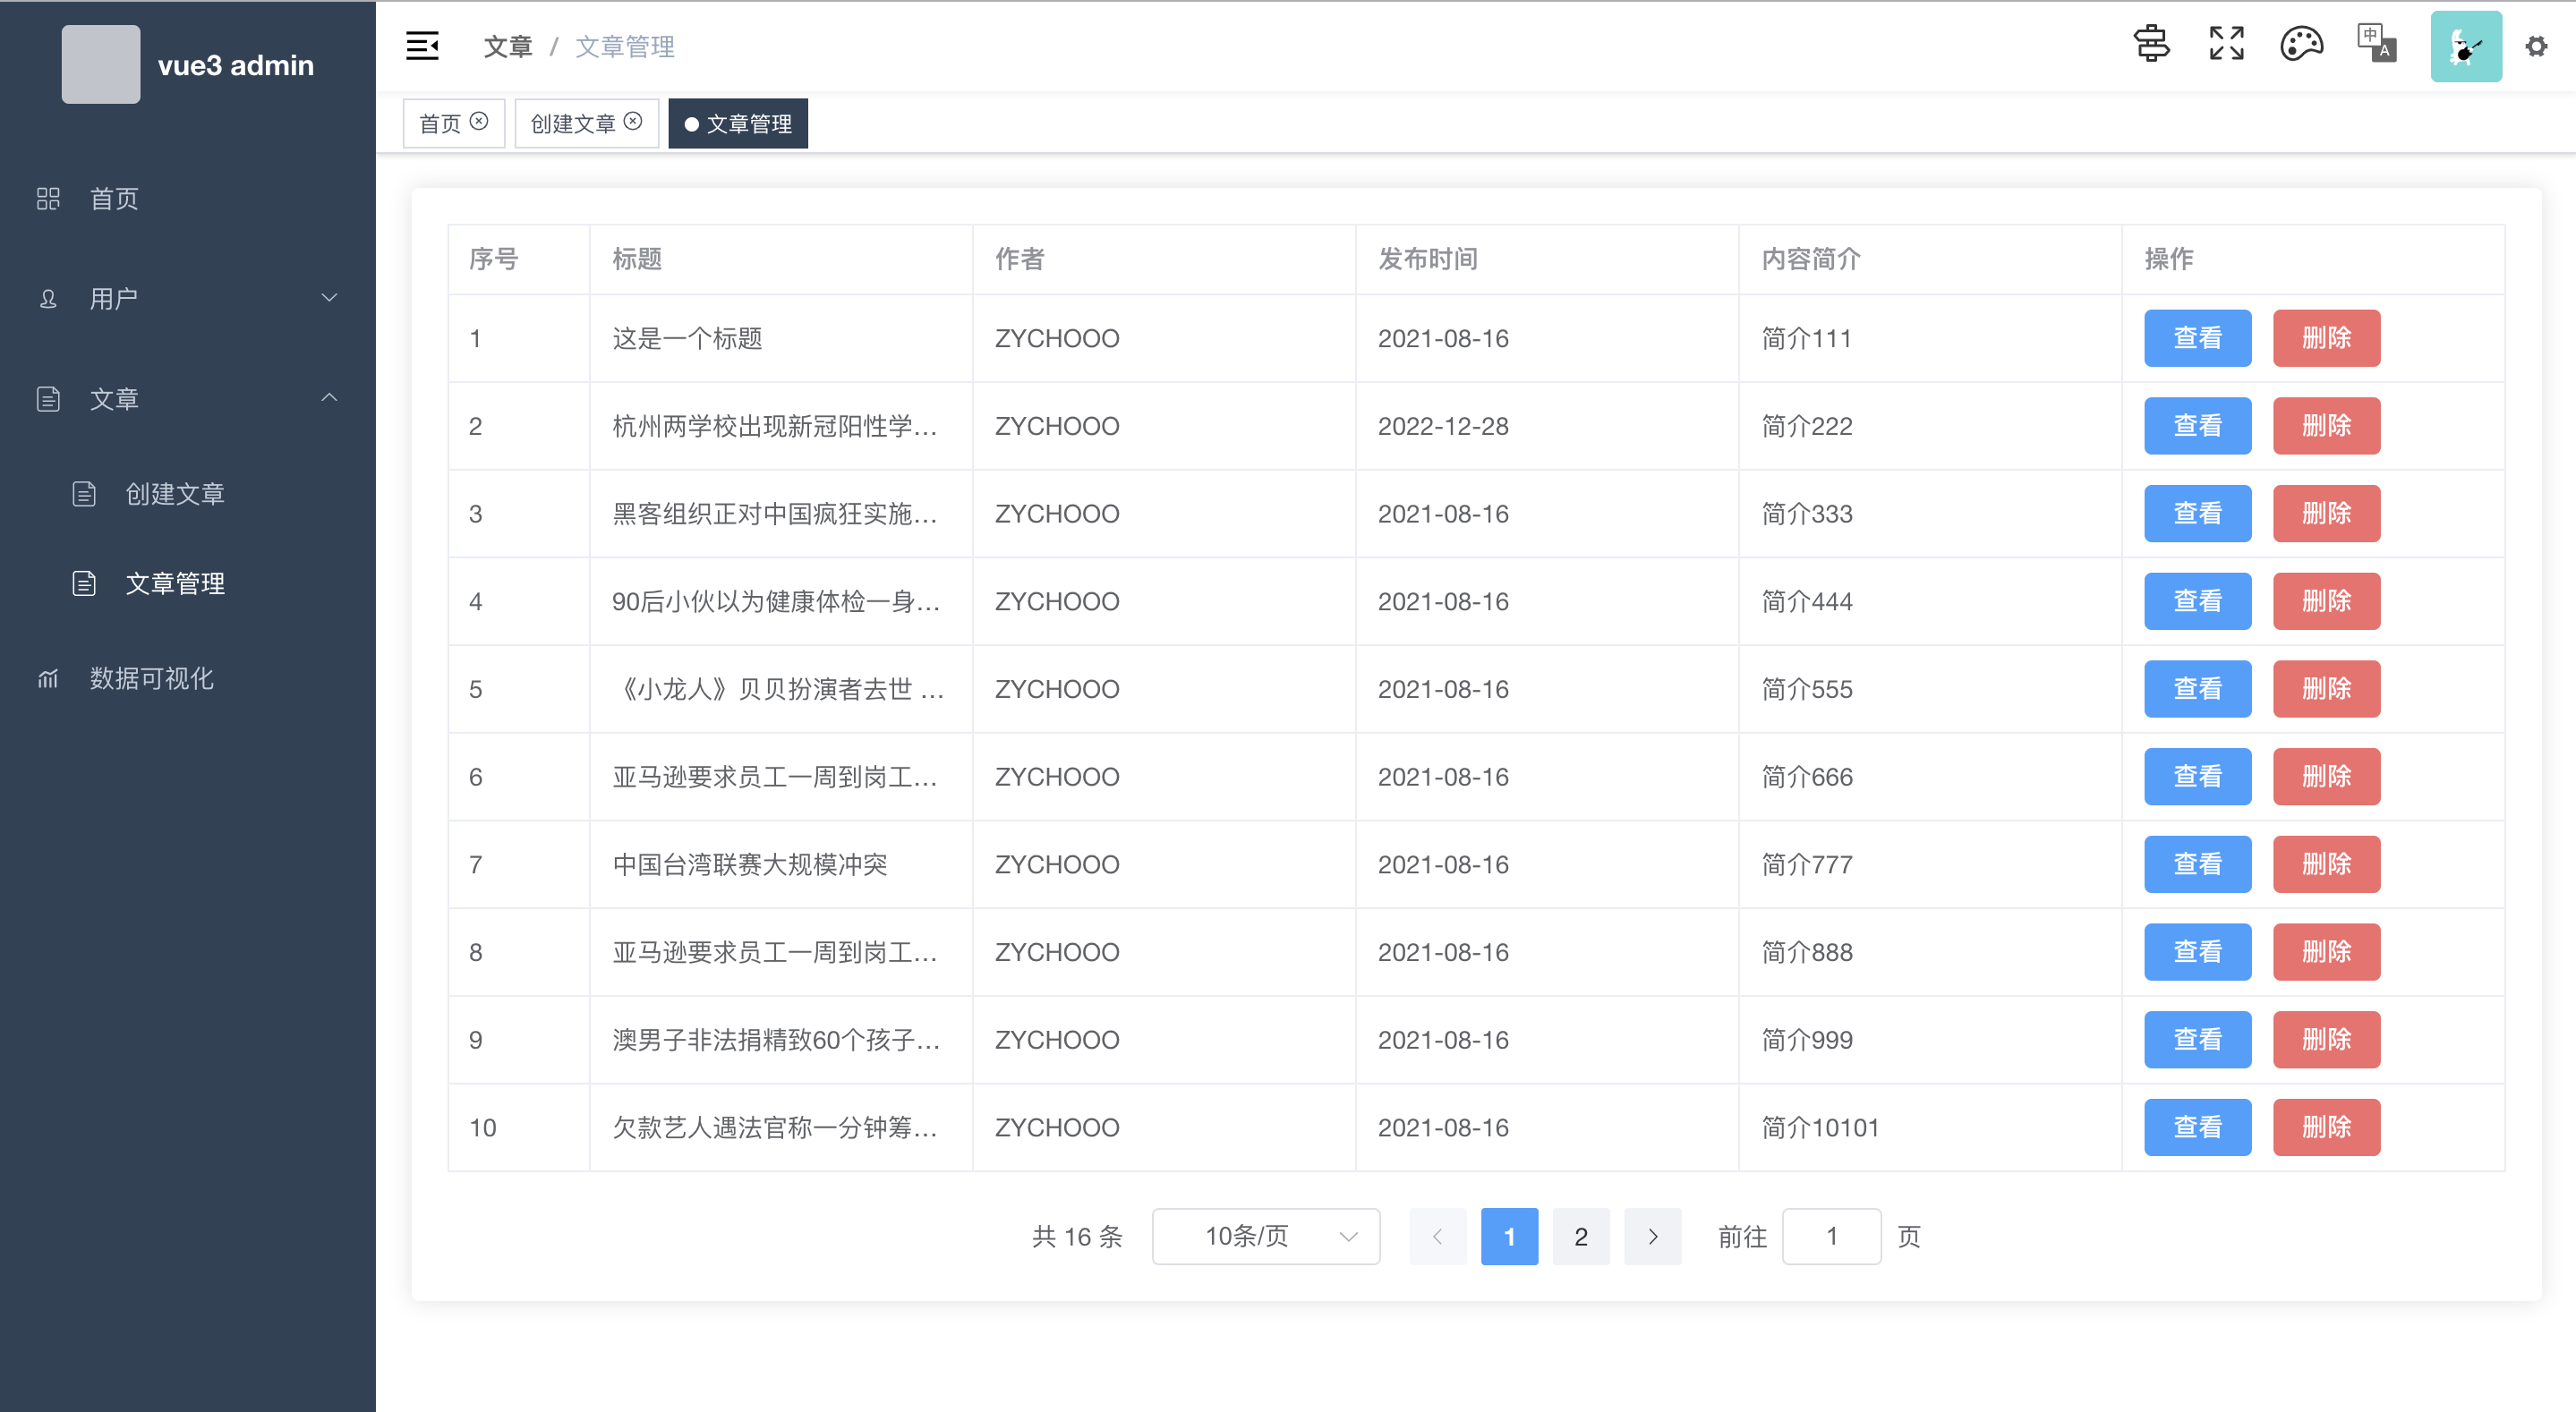 vue3 admin
首页
用户
文章
创建文章
文章管理
数据可视化
文章 / 文章管理
中 A
首页 创建文章 文章管理
序号 标题 作者 发布时间 内容简介 操作
1 这是一个标题 ZYCHOOO 2021-08-16 简介111 查看 删除
2 杭州两学校出现新冠阳性学… ZYCHOOO 2022-12-28 简介222 查看 删除
3 黑客组织正对中国疯狂实施… ZYCHOOO 2021-08-16 简介333 查看 删除
4 90后小伙以为健康体检一身… ZYCHOOO 2021-08-16 简介444 查看 删除
5 《小龙人》贝贝扮演者去世 … ZYCHOOO 2021-08-16 简介555 查看 删除
6 亚马逊要求员工一周到岗工… ZYCHOOO 2021-08-16 简介666 查看 删除
7 中国台湾联赛大规模冲突 ZYCHOOO 2021-08-16 简介777 查看 删除
8 亚马逊要求员工一周到岗工… ZYCHOOO 2021-08-16 简介888 查看 删除
9 澳男子非法捐精致60个孩子… ZYCHOOO 2021-08-16 简介999 查看 删除
10 欠款艺人遇法官称一分钟筹… ZYCHOOO 2021-08-16 简介10101 查看 删除
共 16 条 10条/页 1 2 前往 1 页